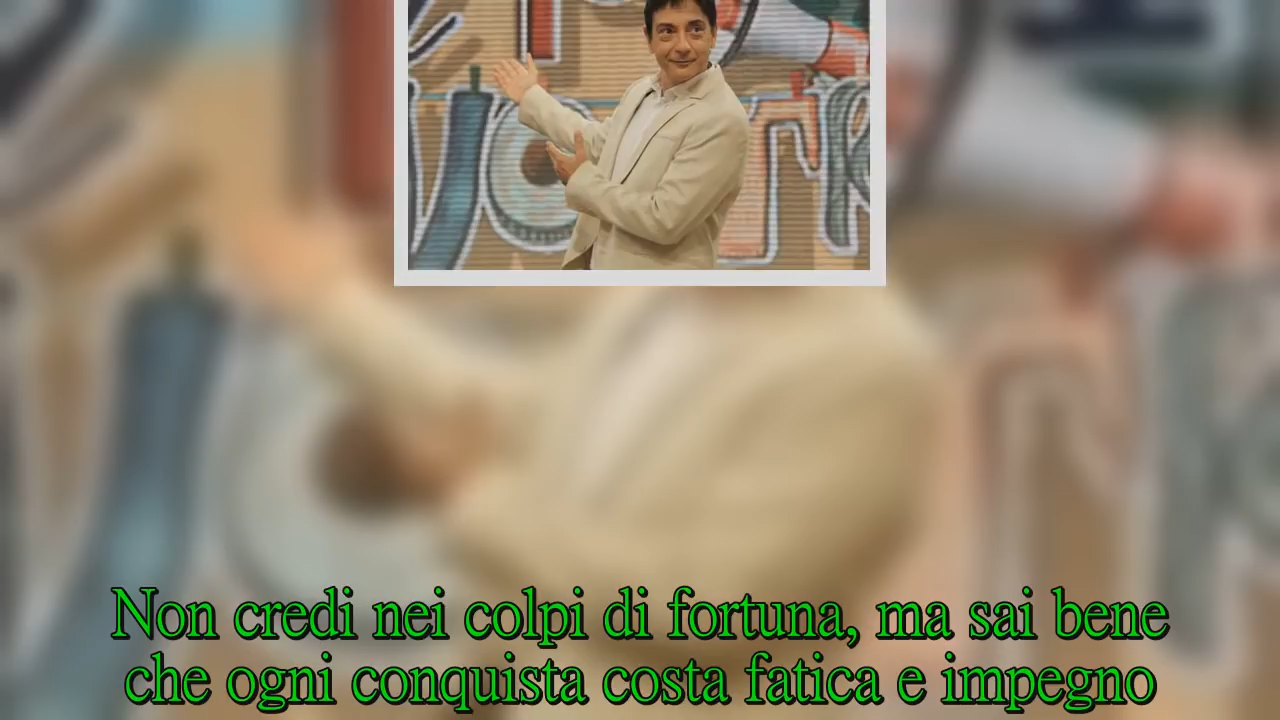 Non credi nei colpi di fortuna, ma sai bene
che ogni conquista costa fatica e impegno